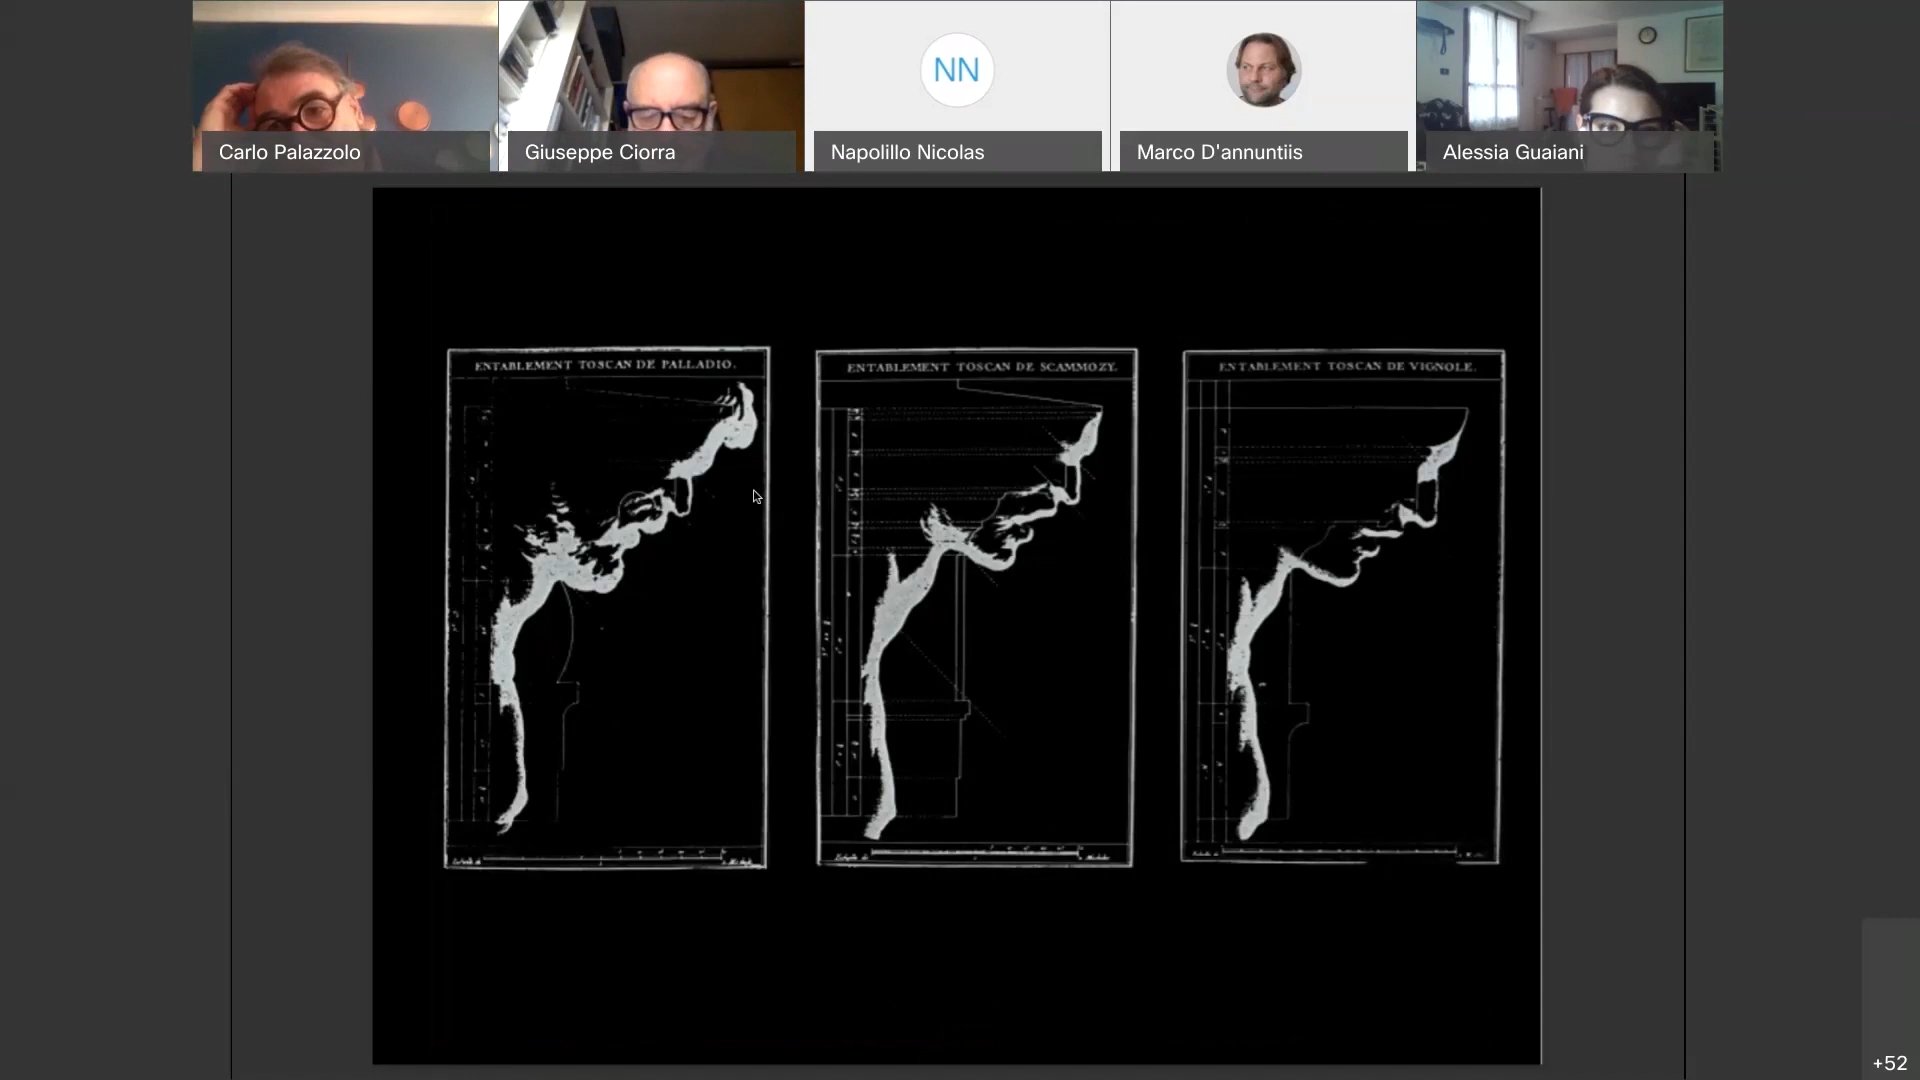 NN
Carlo Palazzolo
Giuseppe Ciorra
Napolillo Nicolas
Marco D'annuntiis
Alessia Guaiani
ENTABLEMENT TOSCAN DE PALLADIO.
ENTABLEMENT TOSCAN DE SCAMMOZY.
ENTABLEMENT TOSCAN DE VIGNOLE.
+52